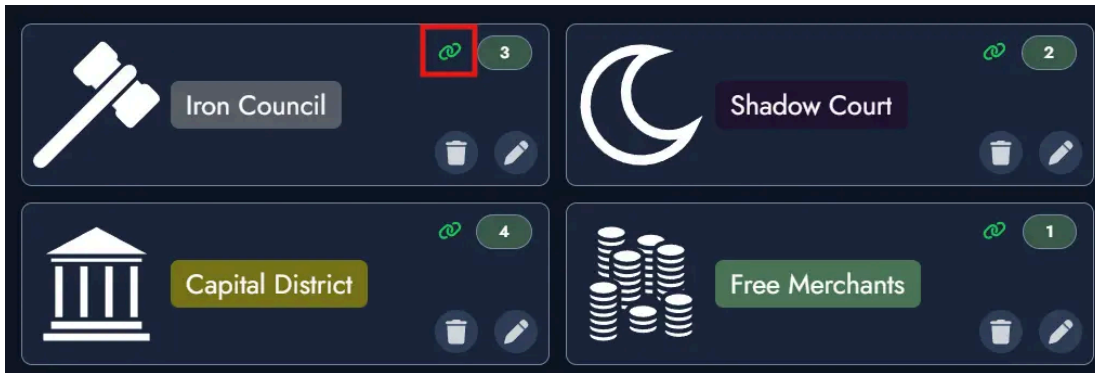 3
Iron Council
2
Shadow Court
4
Capital District
1
Free Merchants